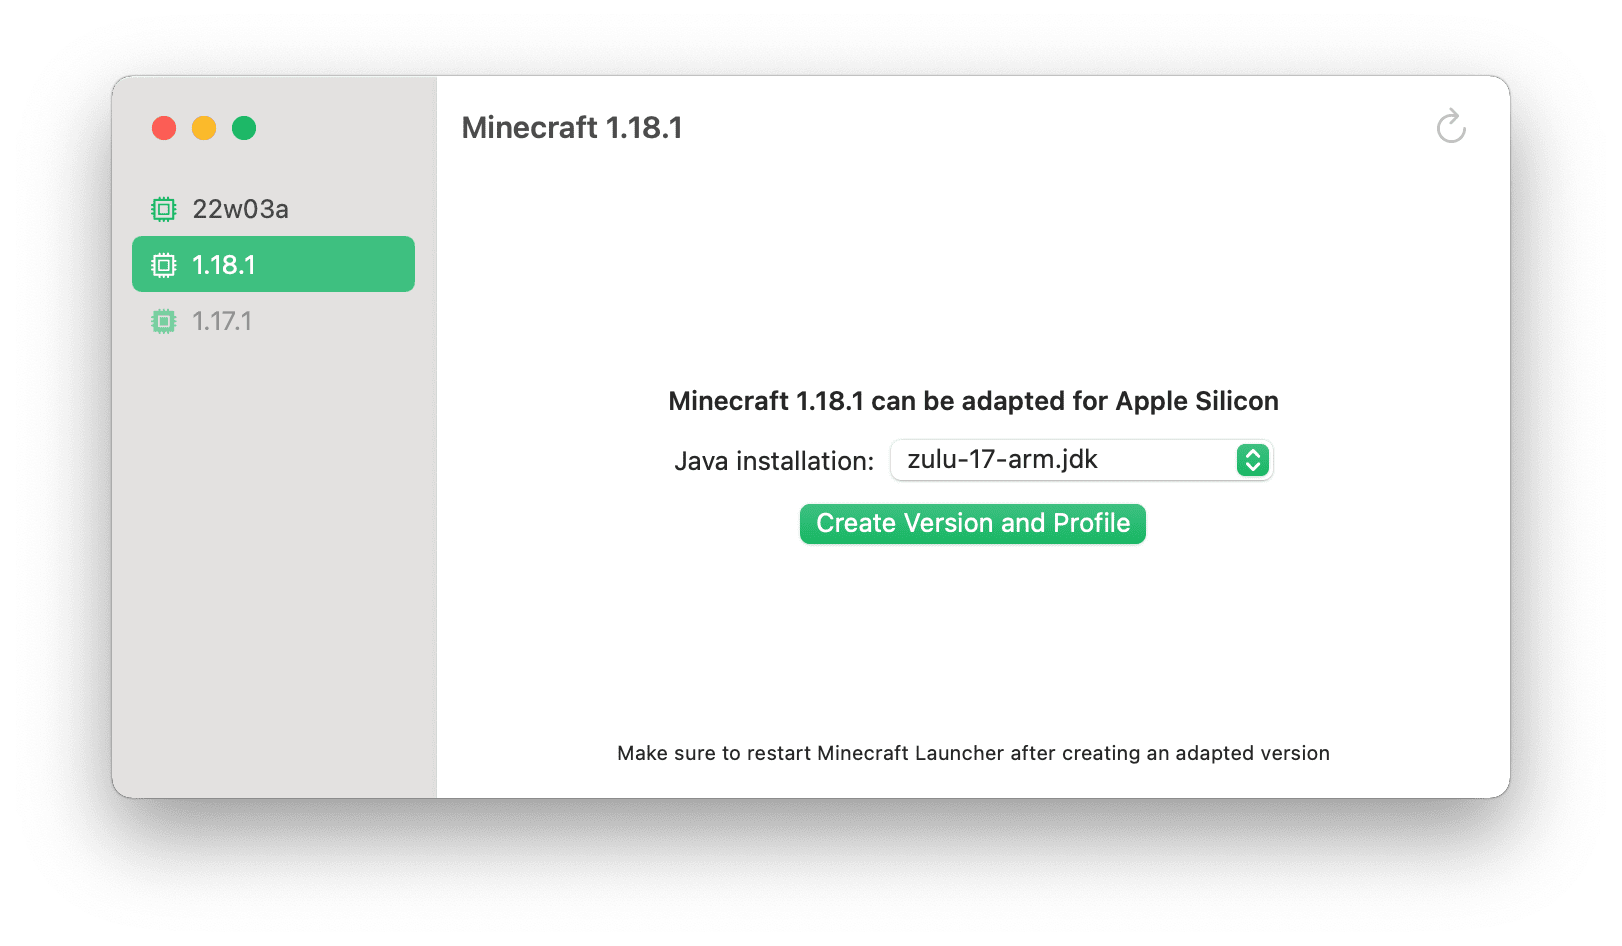 Minecraft 1.18.1
22w03a
1.18.1
1.17.1
Minecraft 1.18.1 can be adapted for Apple Silicon
Java installation: zulu-17-arm.jdk
Create Version and Profile
Make sure to restart Minecraft Launcher after creating an adapted version